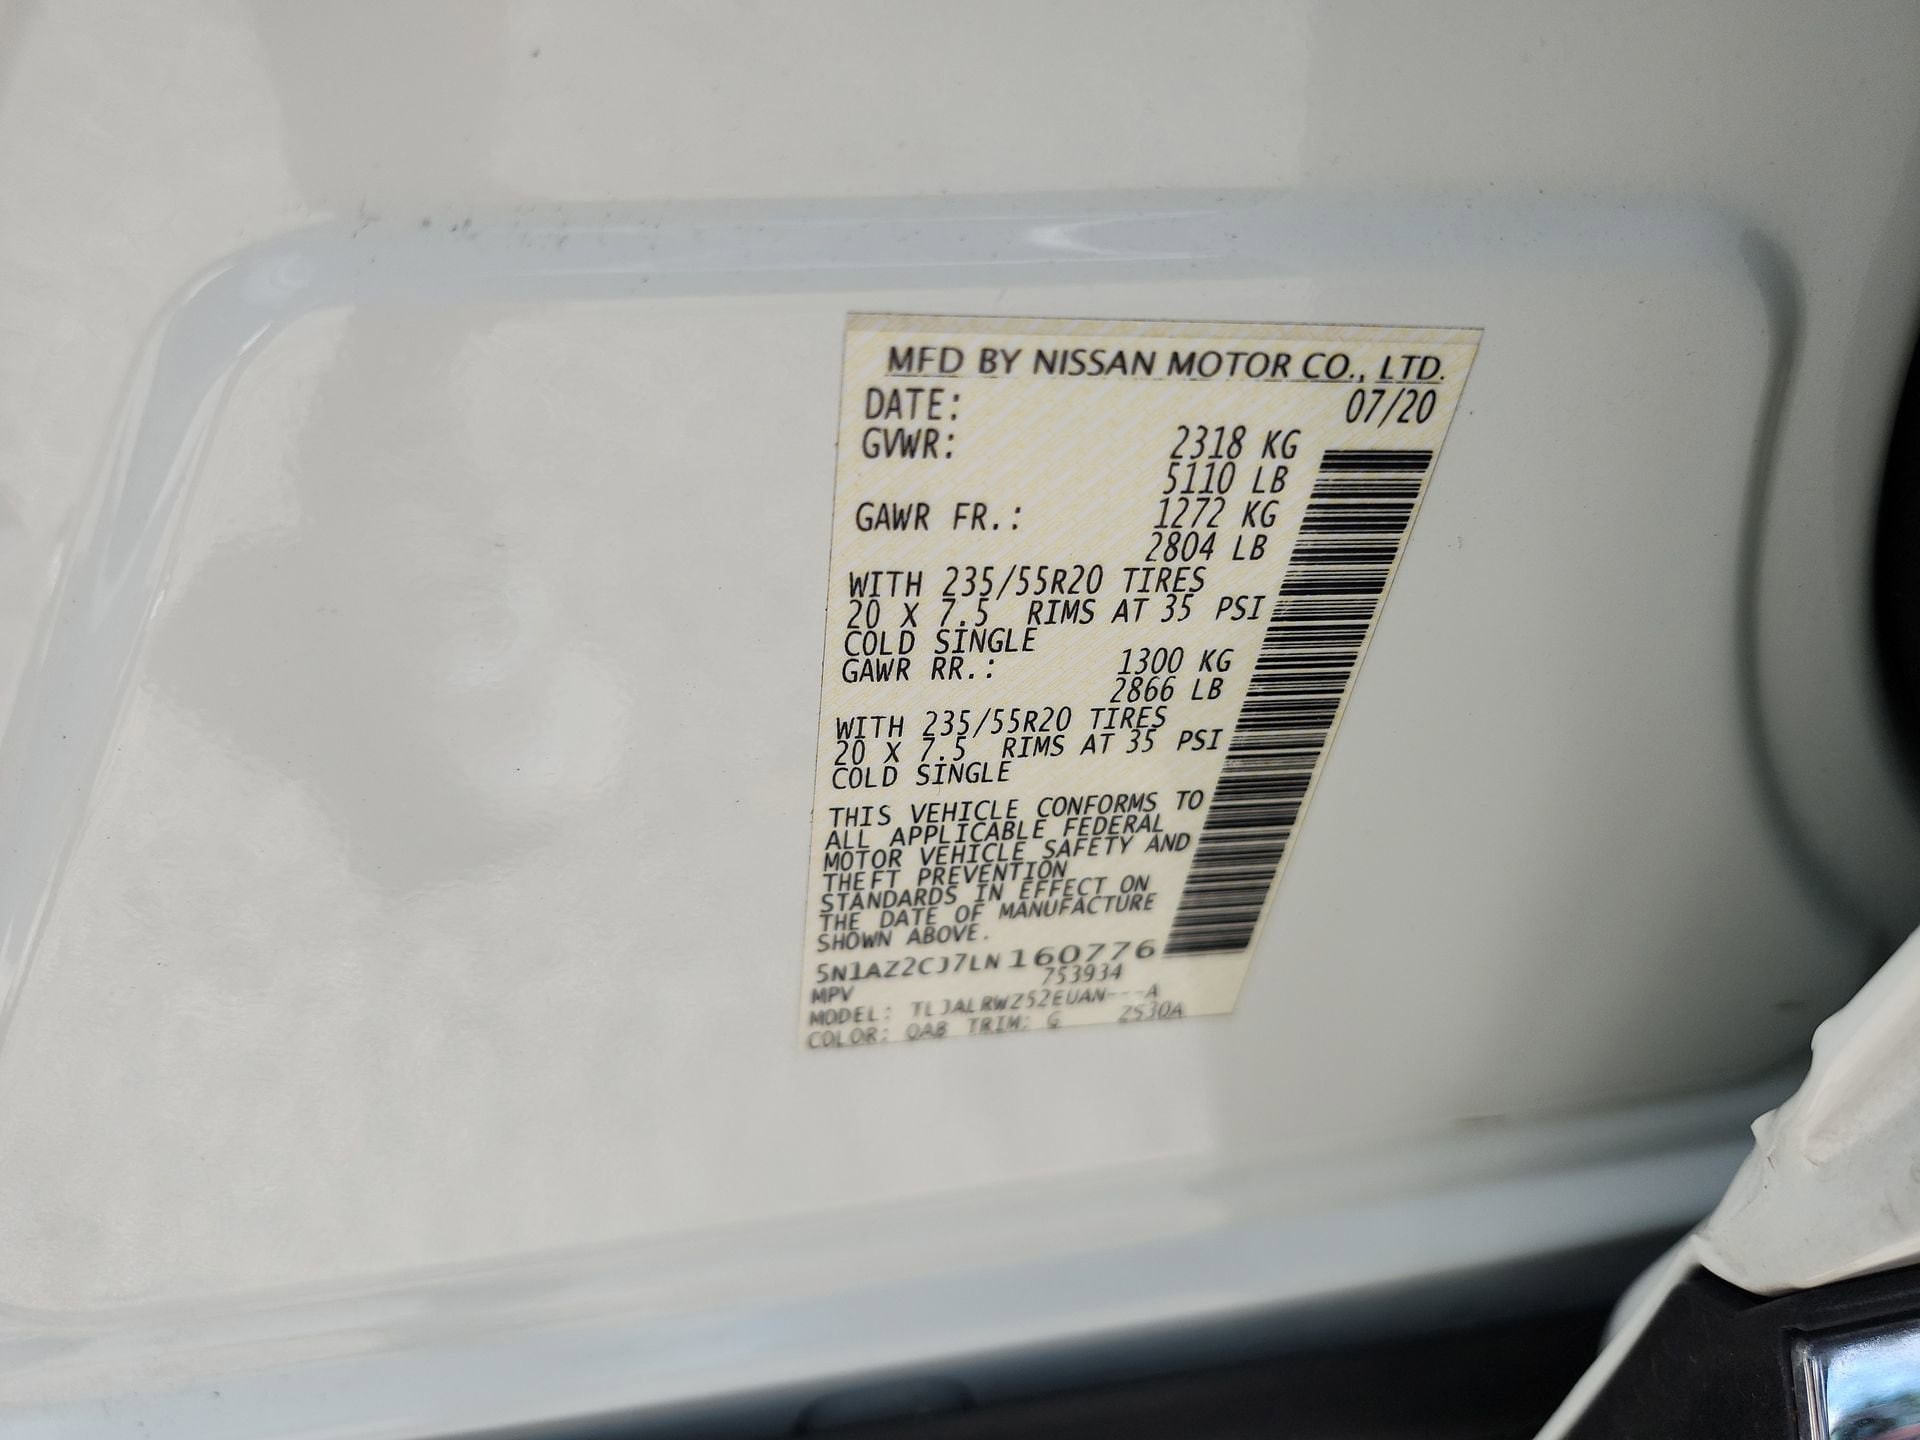 MFD BY NISSAN MOTOR CO., LTD.
DATE: 07/20
GVWR: 2318 KG
5110 LB
GAWR FR.: 1272 KG
2804 LB
WITH 235/55R20 TIRES
20 X 7.5 RIMS AT 35 PSI
COLD SINGLE
GAWR RR.: 1300 KG
2866 LB
WITH 235/55R20 TIRES
20 X 7.5 RIMS AT 35 PSI
COLD SINGLE
THIS VEHICLE CONFORMS TO
ALL APPLICABLE FEDERAL
MOTOR VEHICLE SAFETY AND
THEFT PREVENTION
STANDARDS IN EFFECT ON
THE DATE OF MANUFACTURE
SHOWN ABOVE.
5N1AZ2CJ7LN160776
MPV 753934
MODEL: TLJALRWZ52EUAN---A
COLOR: QAB TRIM: G ZS30A